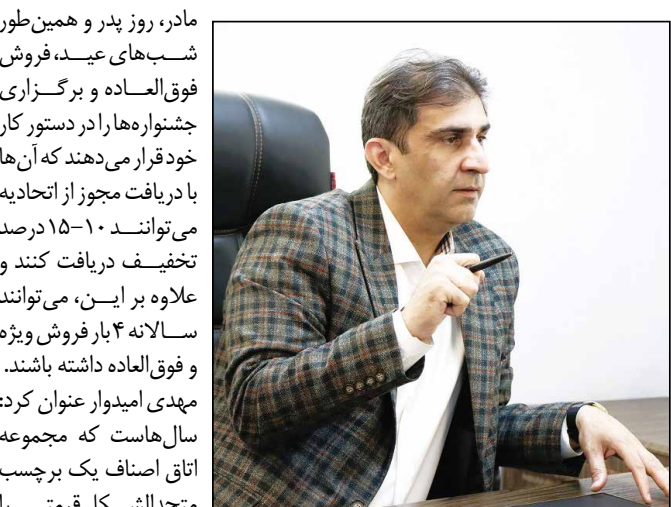 مادر، روز پدر و همین‌طور
شب‌های عید، فروش
فوق‌العاده و برگزاری
جشنواره‌ها را در دستور کار
خود قرار می‌دهند که آن‌ها
با دریافت مجوز از اتحادیه
می‌توانند ۱۰-۱۵ درصد
تخفیف دریافت کنند و
علاوه بر این، می‌توانند
سالانه ۴ بار فروش ویژه
و فوق‌العاده داشته باشند.
مهدی امیدوار عنوان کرد:
سال‌هاست که مجموعه
اتاق اصناف یک برچسب
متحدالشکل قیمتی را